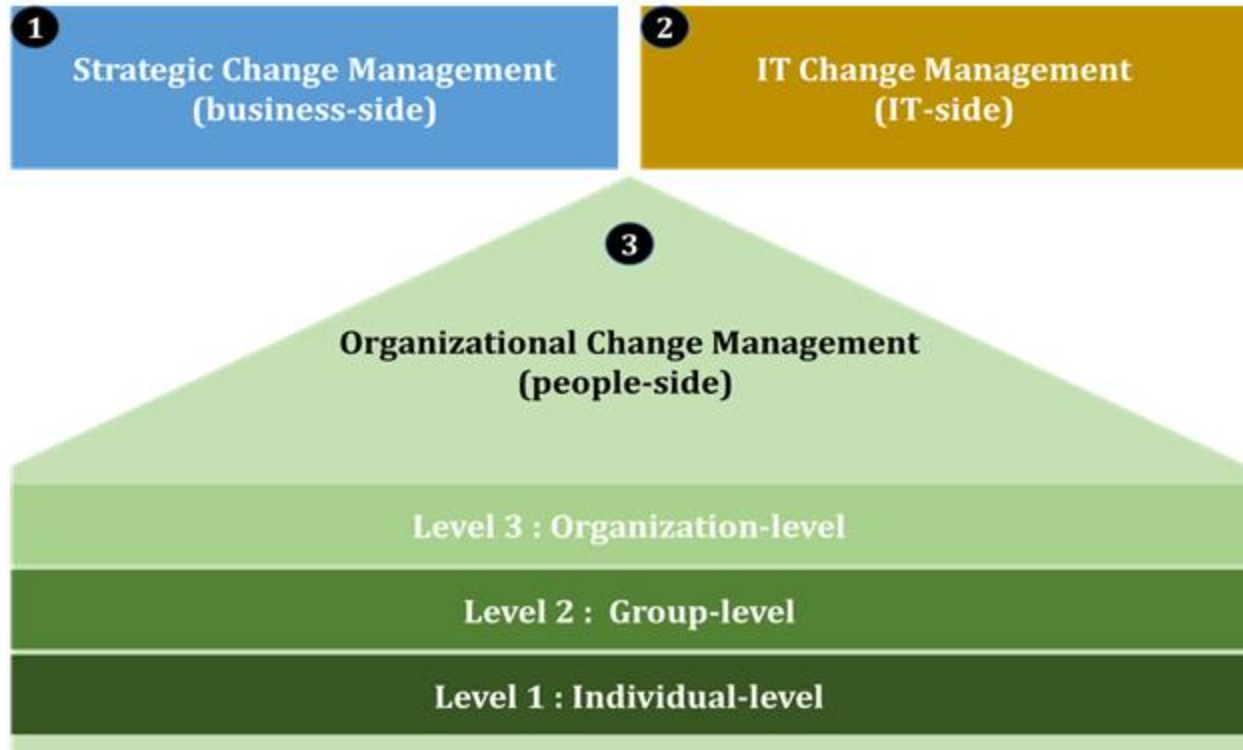 1
Strategic Change Management
(business-side)
2
IT Change Management
(IT-side)
3
Organizational Change Management
(people-side)
Level 3 : Organization-level
Level 2 :  Group-level
Level 1 : Individual-level